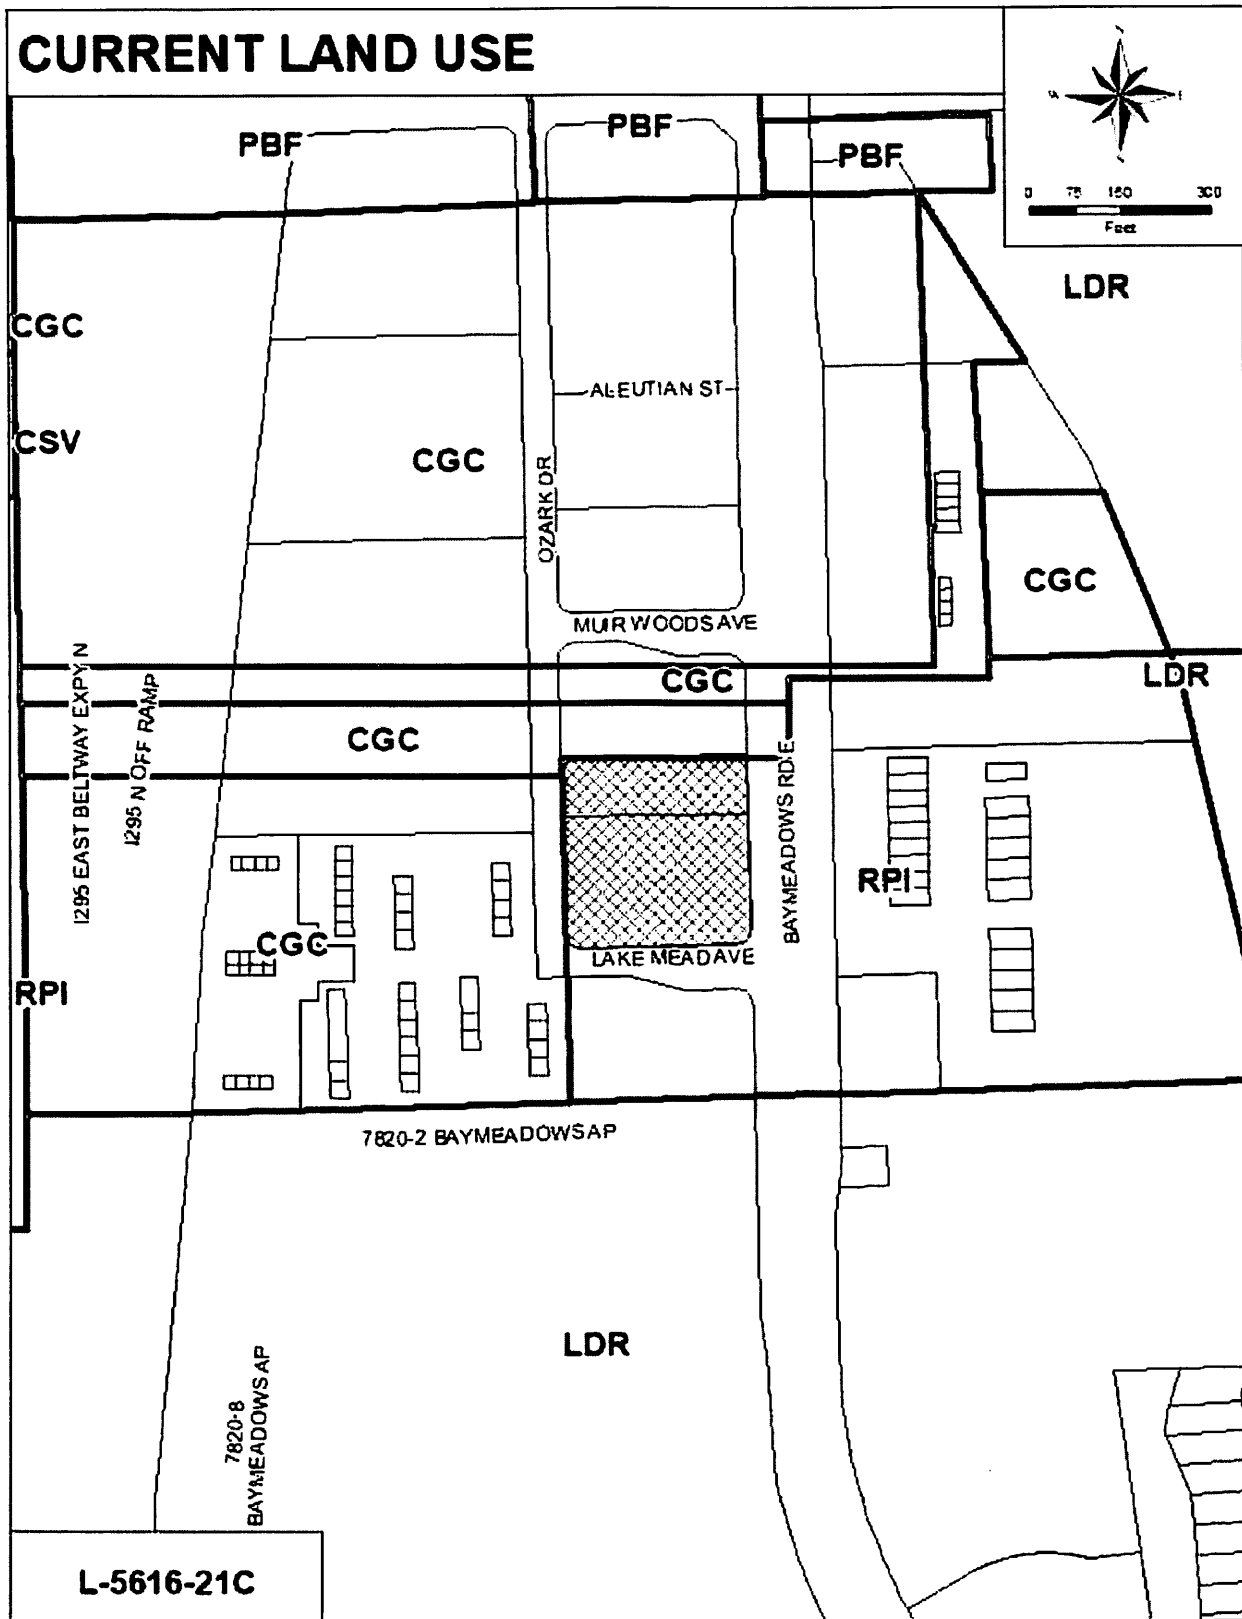 CURRENT LAND USE
W
E
0 75 150 300
Feet
PBF
PBF
PBF
LDR
CGC
CSV
CGC
ALEUTIAN ST
OZARK DR
CGC
MUIR WOODS AVE
CGC
LDR
CGC
I295 EAST BELTWAY EXPY N
I295 N OFF RAMP
BAYMEADOWS RD E
RPI
CGC
LAKE MEAD AVE
RPI
7820-2 BAYMEADOWS AP
LDR
7820-8
BAYMEADOWS AP
L-5616-21C